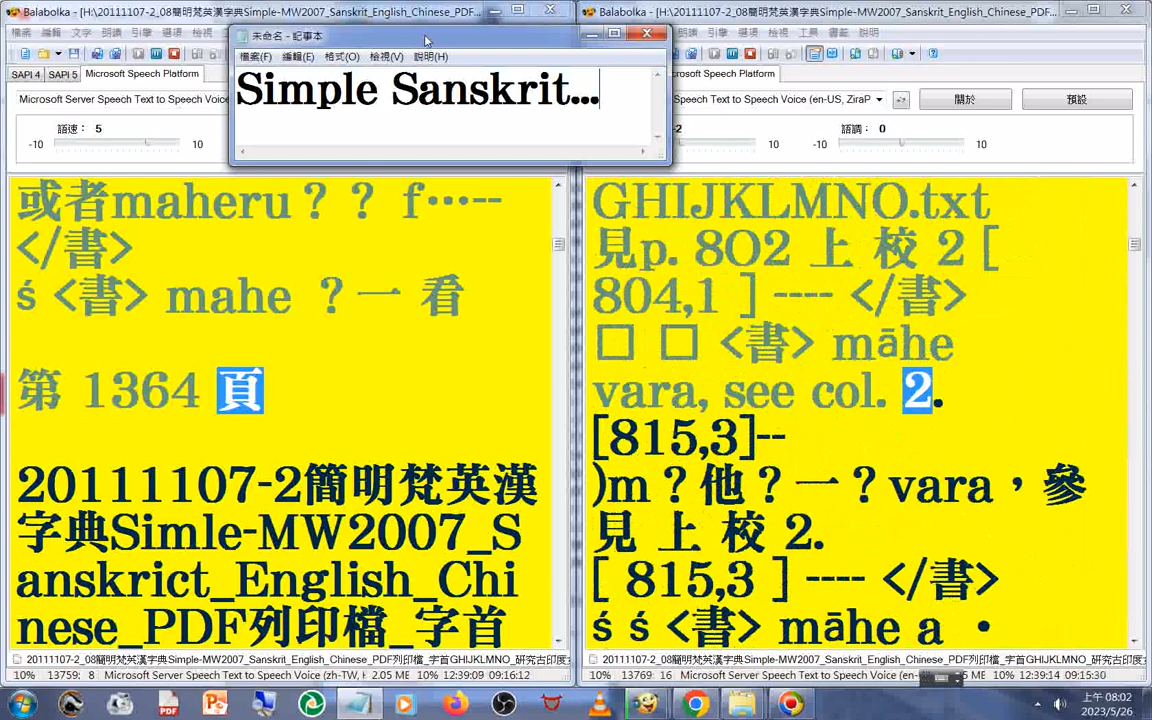 Balabolka - [H:\20111107-2_08簡明梵英漢字典Simple-MW2007_Sanskrit_English_Chinese_PDF...
Balabolka - [H:\20111107-2_08簡明梵英漢字典Simple-MW2007_Sanskrit_English_Chinese_PDF...
未命名 - 記事本
檔案(F) 編輯(E) 格式(O) 檢視(V) 說明(H)
Simple Sanskrit...
SAPI 4 SAPI 5 Microsoft Speech Platform
Microsoft Server Speech Text to Speech Voice
語速： 5
-10 10
Speech Platform
Speech Text to Speech Voice (en-US, ZiraP
關於 預設
-2 語調： 0
10 -10 10
或者maheru？？ f…--
</書>
ś <書> mahe ？一 看
第 1364 頁
20111107-2簡明梵英漢
字典Simle-MW2007_S
anskrict_English_Chi
nese_PDF列印檔_字首
GHIJKLMNO.txt
見p. 8O2 上 校 2 [
804,1 ] ---- </書>
□ □ <書> māhe
vara, see col. 2.
[815,3]--
)m？他？一？vara，參
見 上 校 2.
[ 815,3 ] ---- </書>
ś ś <書> māhe a ・
20111107-2_08簡明梵英漢字典Simple-MW2007_Sanskrit_English_Chinese_PDF列印檔_字首GHIJKLMNO_研究古印度
20111107-2_08簡明梵英漢字典Simple-MW2007_Sanskrit_English_Chinese_PDF列印檔_字首GHIJKLMNO_研究古印度
10% 13759: 8 Microsoft Server Speech Text to Speech Voice (zh-TW, 2.05 MB 10% 12:39:09 09:16:12
10% 13769: 16 Microsoft Server Speech Text to Speech Voice 10% 12:39:14 09:15:30
上午 08:02
2023/5/26